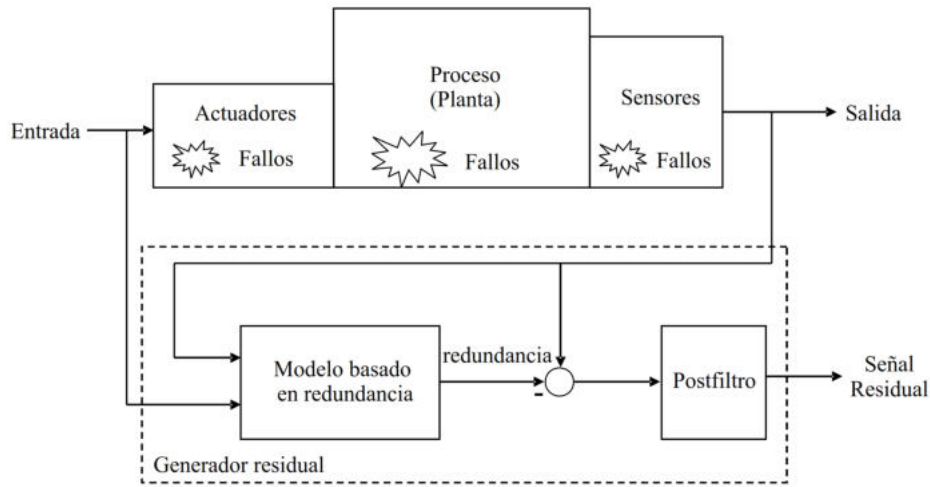 Proceso
(Planta)
Sensores
Actuadores
Entrada
Salida
Fallos
Fallos
Fallos
redundancia
Modelo basado
en redundancia
-
Postfiltro
Señal
Residual
Generador residual